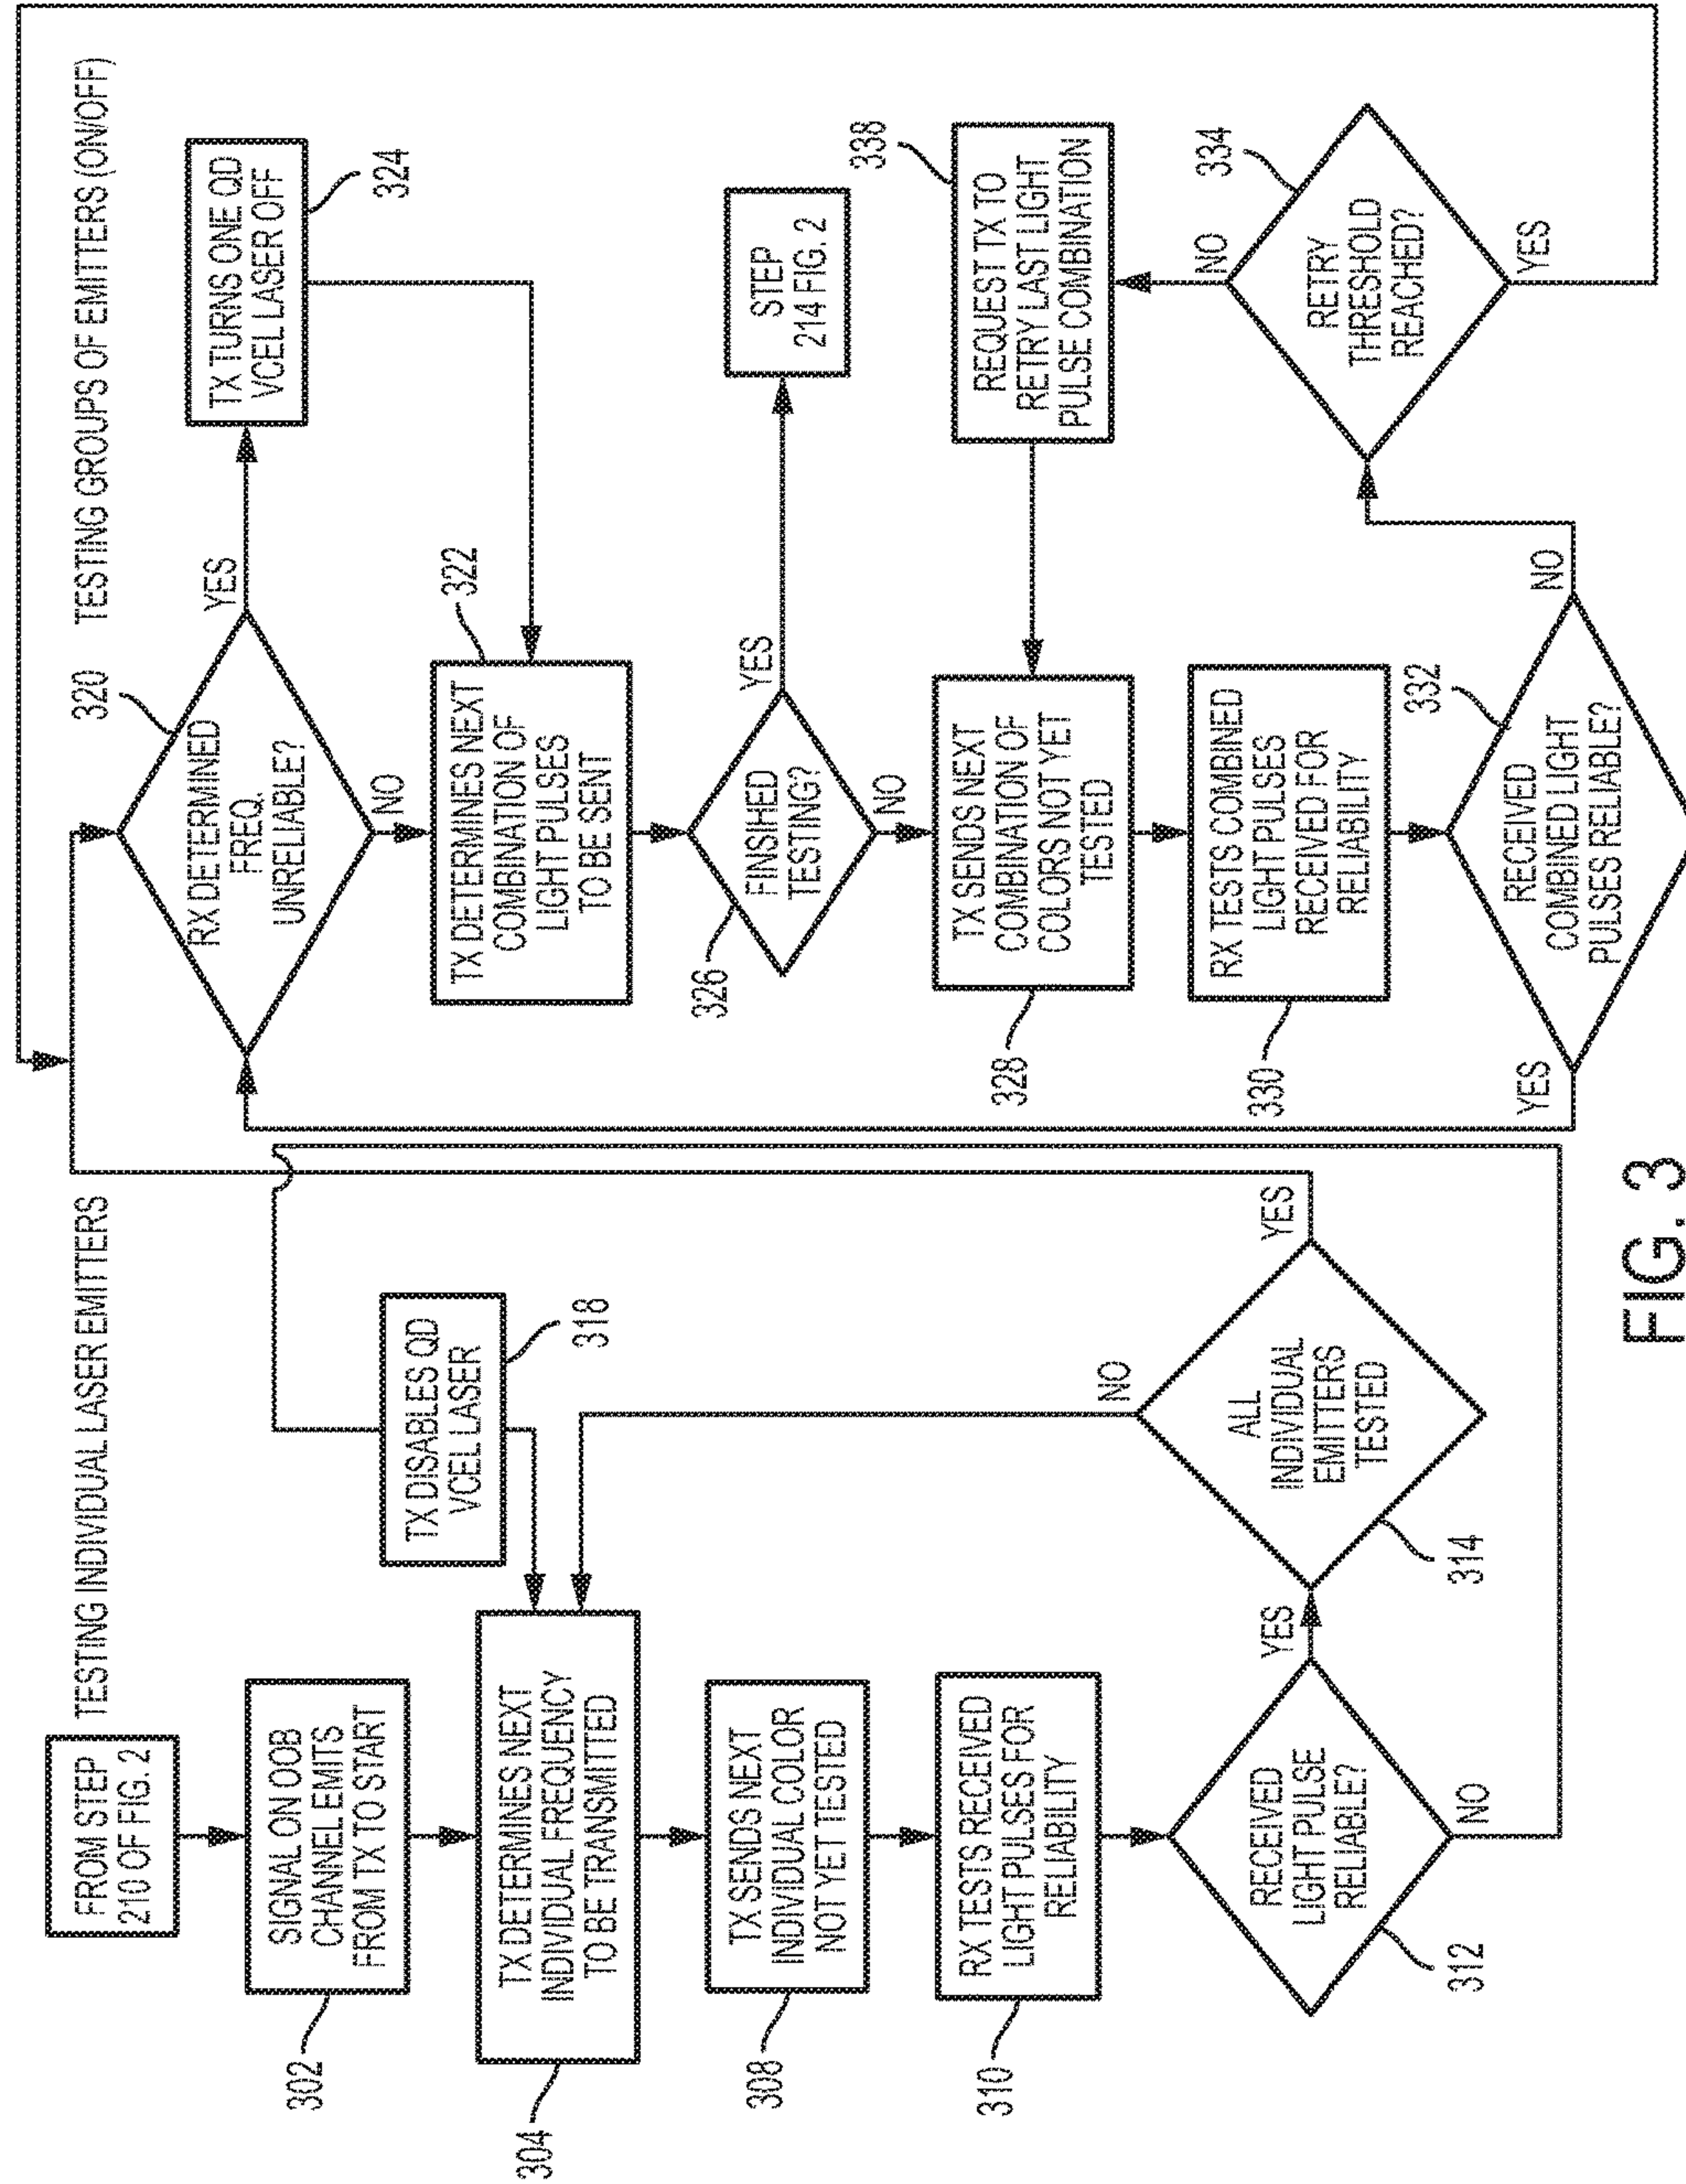 TESTING INDIVIDUAL LASER EMITTERS
FROM STEP
210 OF FIG. 2
302
SIGNAL ON OOB
CHANNEL EMITS
FROM TX TO START
TX DISABLES QD
VCEL LASER
318
304
TX DETERMINES NEXT
INDIVIDUAL FREQUENCY
TO BE TRANSMITTED
308
TX SENDS NEXT
INDIVIDUAL COLOR
NOT YET TESTED
310
RX TESTS RECEIVED
LIGHT PULSES FOR
RELIABILITY
312
RECEIVED
LIGHT PULSE
RELIABLE?
YES
NO
314
ALL
INDIVIDUAL
EMITTERS
TESTED
NO
YES
TESTING GROUPS OF EMITTERS (ON/OFF)
320
RX DETERMINED
FREQ.
UNRELIABLE?
YES
NO
TX TURNS ONE QD
VCEL LASER OFF
324
322
TX DETERMINES NEXT
COMBINATION OF
LIGHT PULSES
TO BE SENT
326
FINISHED
TESTING?
YES
NO
STEP
214 FIG. 2
328
TX SENDS NEXT
COMBINATION OF
COLORS NOT YET
TESTED
338
REQUEST TX TO
RETRY LAST LIGHT
PULSE COMBINATION
330
RX TESTS COMBINED
LIGHT PULSES
RECEIVED FOR
RELIABILITY
332
RECEIVED
COMBINED LIGHT
PULSES RELIABLE?
YES
NO
334
RETRY
THRESHOLD
REACHED?
NO
YES
FIG. 3